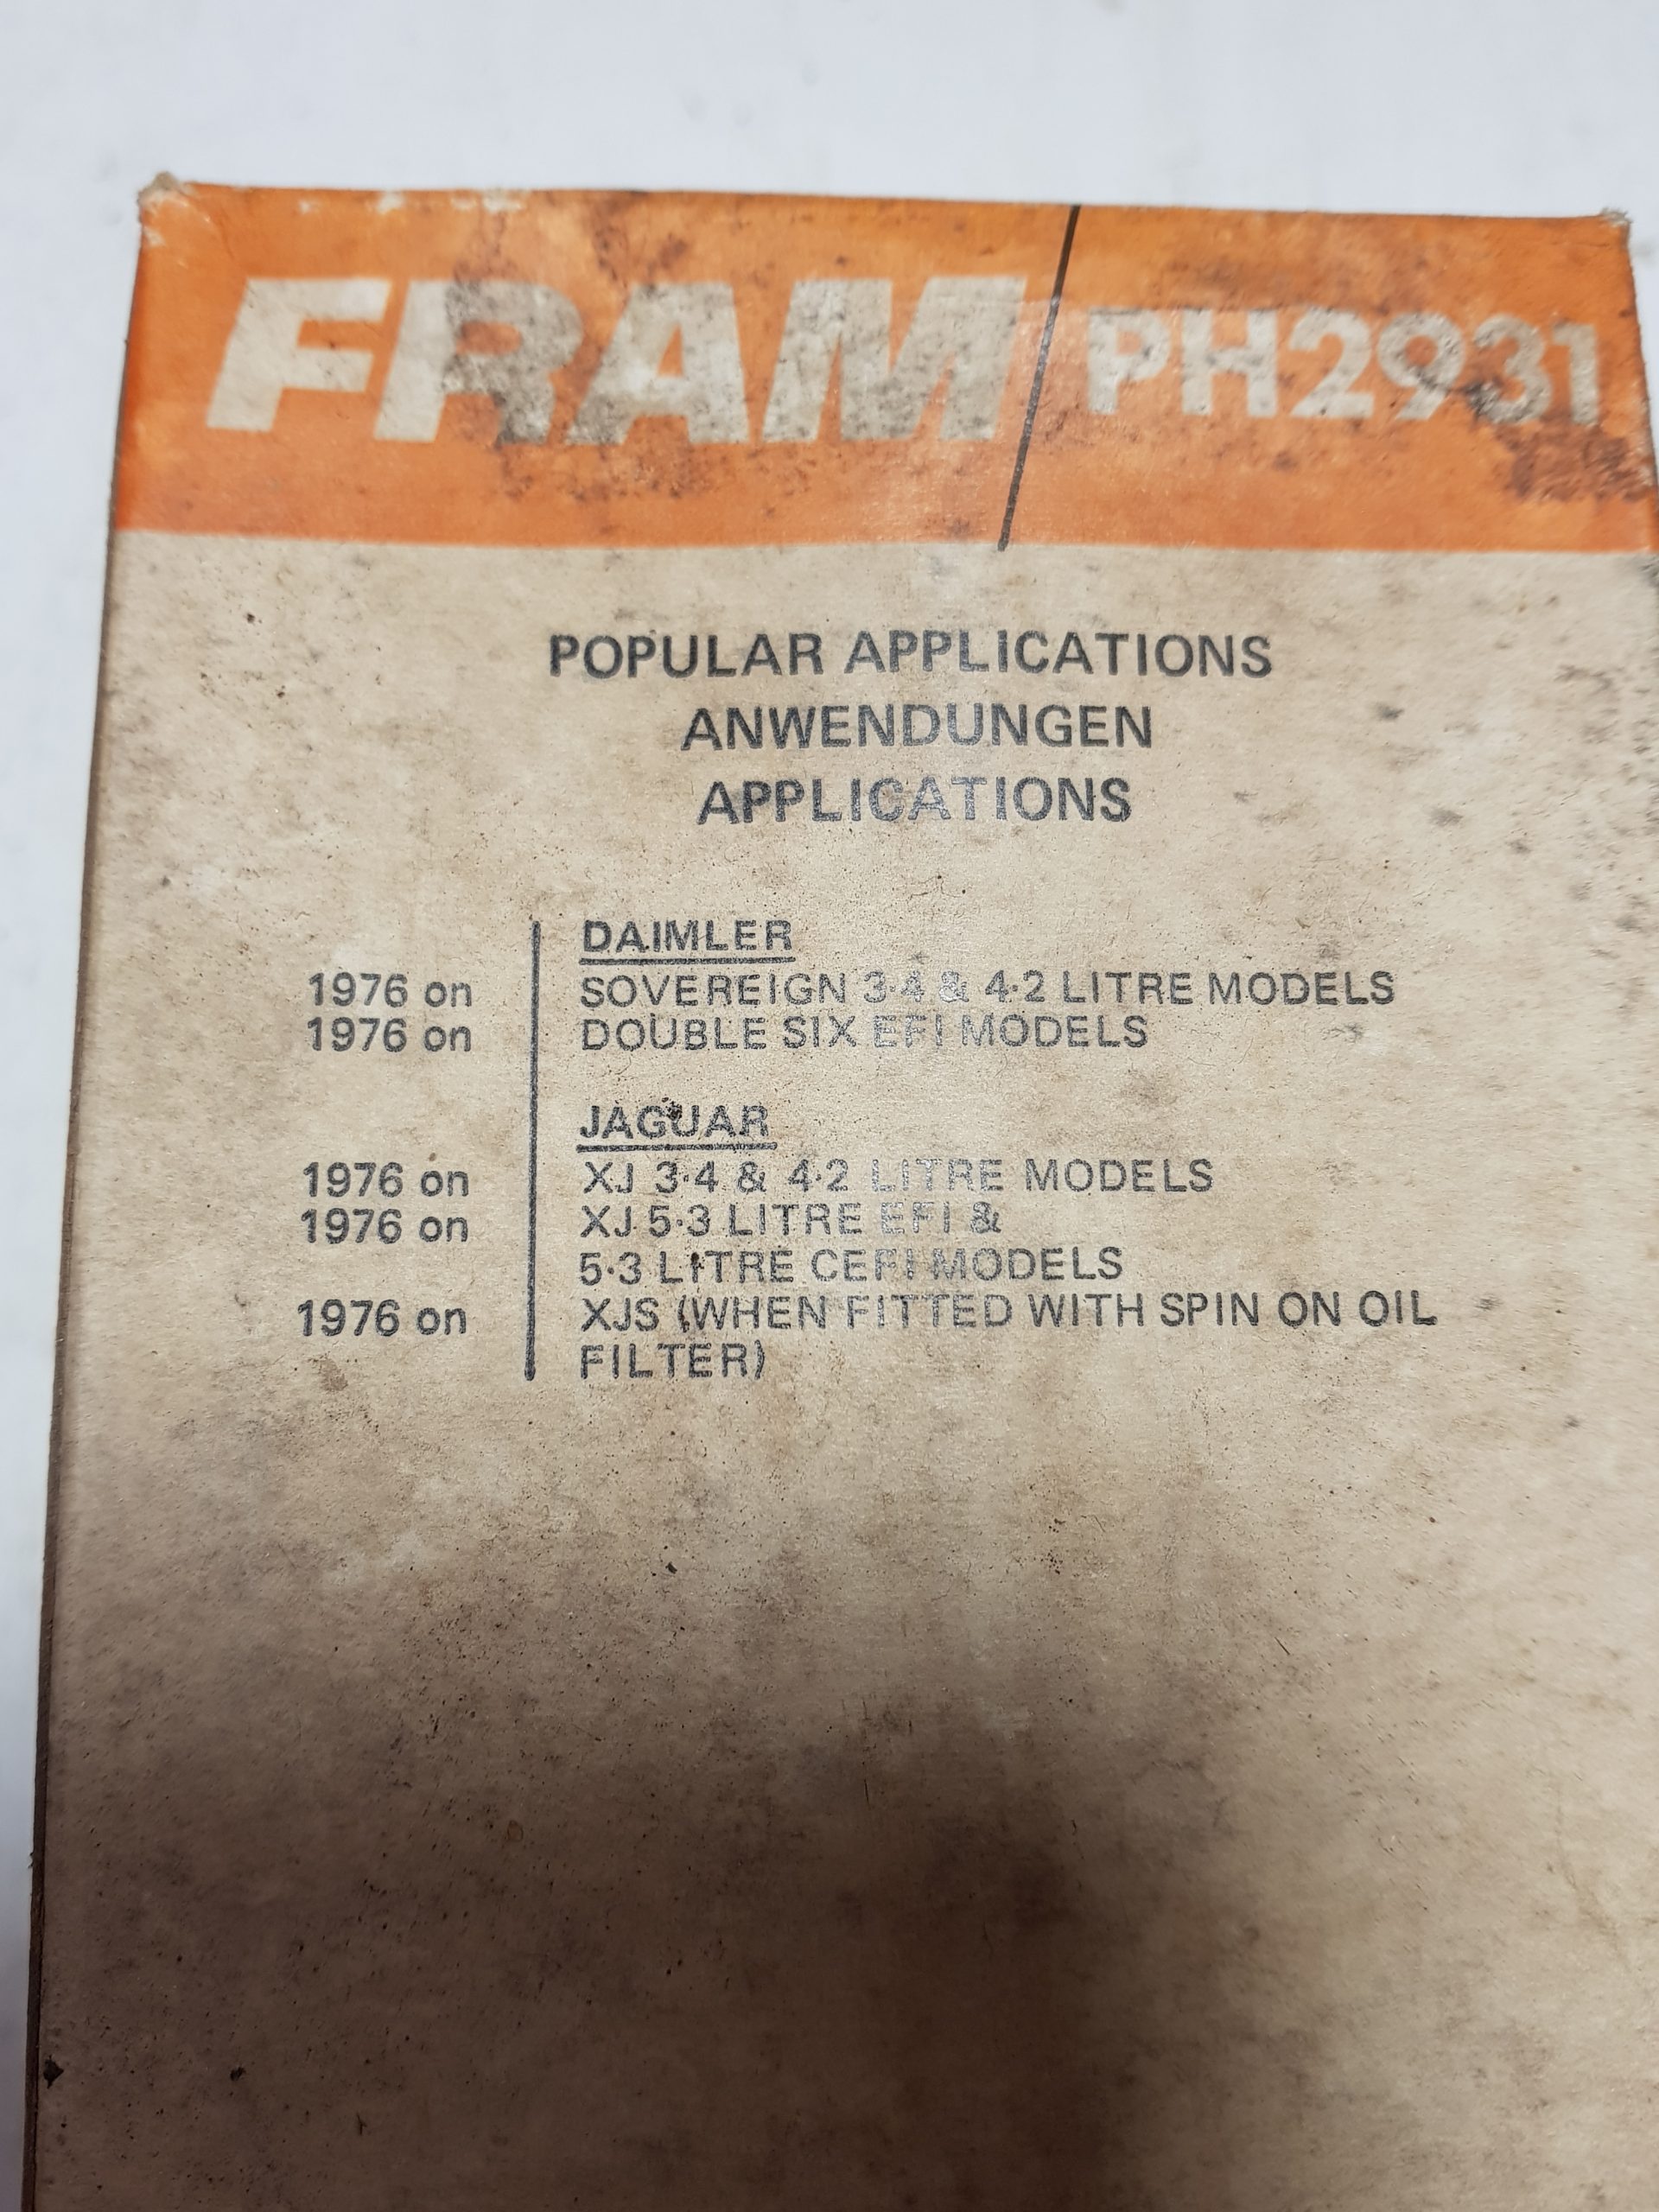 FRAM PH2931
POPULAR APPLICATIONS
ANWENDUNGEN
APPLICATIONS
DAIMLER
1976 on SOVEREIGN 3·4 & 4·2 LITRE MODELS
1976 on DOUBLE SIX EFI MODELS
JAGUAR
1976 on XJ 3·4 & 4·2 LITRE MODELS
1976 on XJ 5·3 LITRE EFI &
5·3 LITRE CEFI MODELS
1976 on XJS (WHEN FITTED WITH SPIN ON OIL
FILTER)